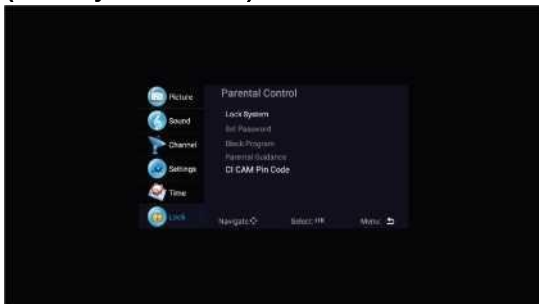 Picture
Sound
Channel
Settings
Time
Lock
Parental Control
Lock System
Set Password
Block Program
Parental Guidance
CI CAM Pin Code
Navigate
Select
Menu